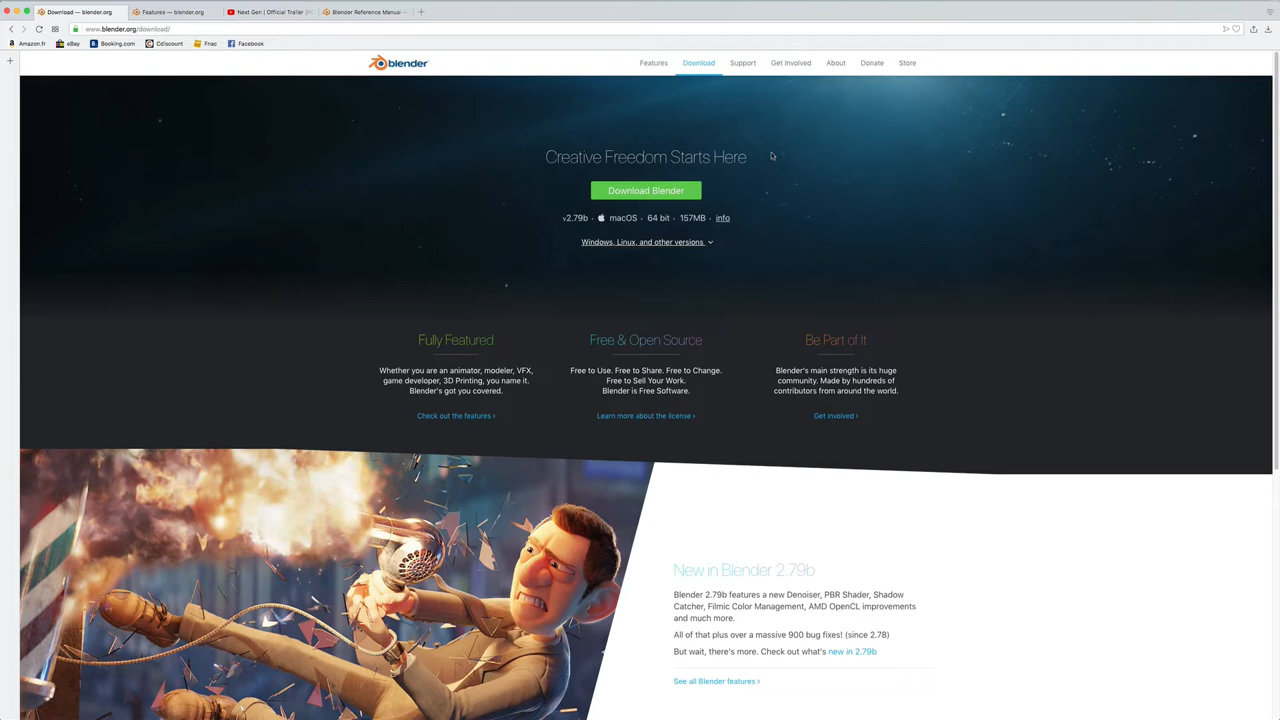 Download — blender.org
Features — blender.org
Next Gen | Official Trailer
Blender Reference Manual
www.blender.org/download/
Amazon.fr
eBay
Booking.com
Cdiscount
Fnac
Facebook
blender
Features
Download
Support
Get Involved
About
Donate
Store
Creative Freedom Starts Here
Download Blender
v2.79b · macOS · 64 bit · 157MB · info
Windows, Linux, and other versions
Fully Featured
Whether you are an animator, modeler, VFX,
game developer, 3D Printing, you name it.
Blender's got you covered.
Check out the features ›
Free & Open Source
Free to Use. Free to Share. Free to Change.
Free to Sell Your Work.
Blender is Free Software.
Learn more about the license ›
Be Part of It
Blender's main strength is its huge
community. Made by hundreds of
contributors from around the world.
Get involved ›
New in Blender 2.79b
Blender 2.79b features a new Denoiser, PBR Shader, Shadow
Catcher, Filmic Color Management, AMD OpenCL improvements
and much more.
All of that plus over a massive 900 bug fixes! (since 2.78)
But wait, there's more. Check out what's new in 2.79b
See all Blender features ›